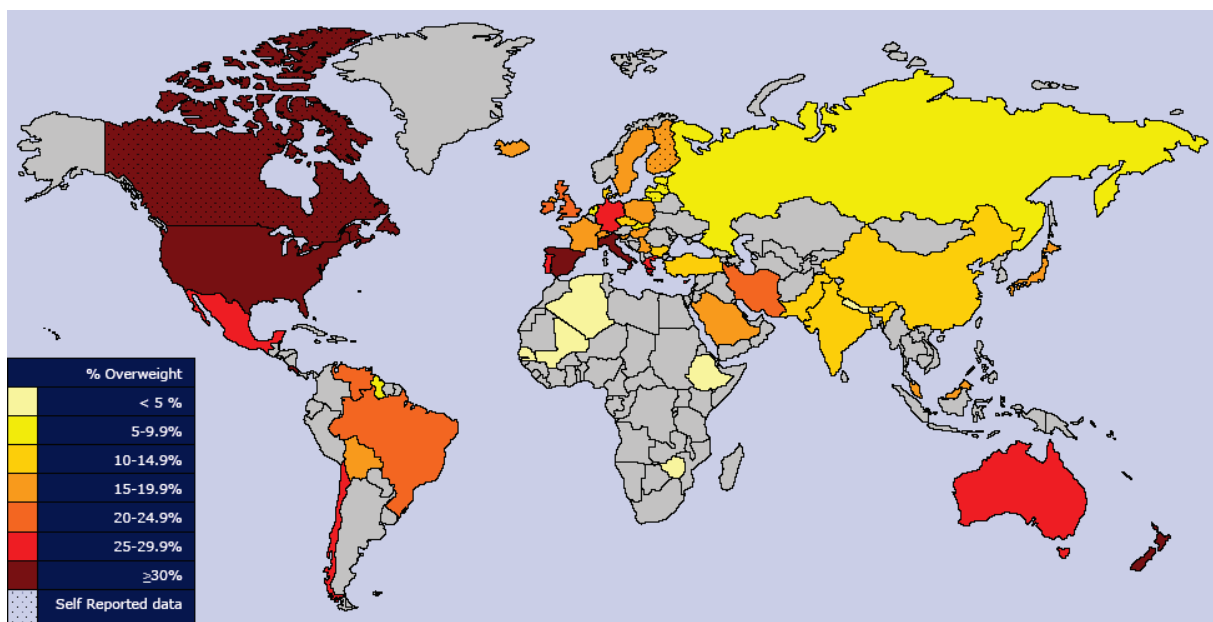 % Overweight
< 5 %
5-9.9%
10-14.9%
15-19.9%
20-24.9%
25-29.9%
≥30%
Self Reported data